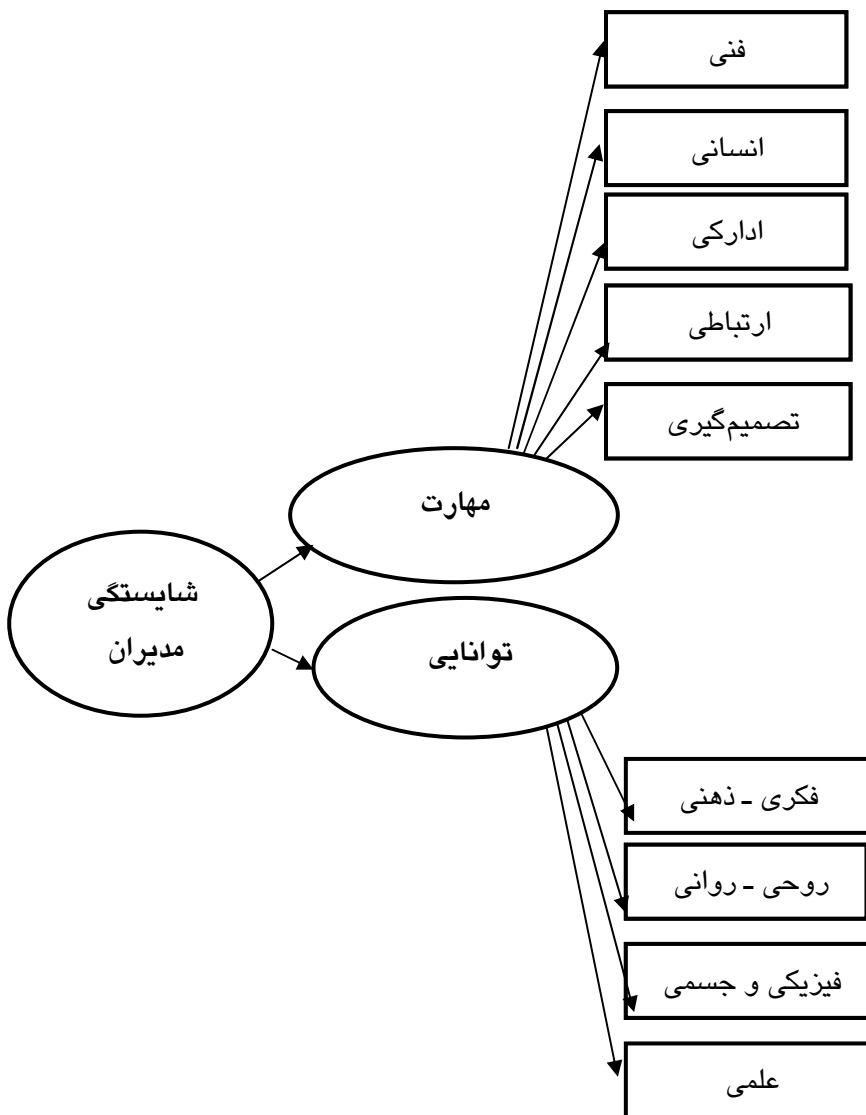 فنی
انسانی
ادارکی
ارتباطی
تصمیم‌گیری
مهارت
شایستگی
مدیران
توانایی
فکری - ذهنی
روحی - روانی
فیزیکی و جسمی
علمی